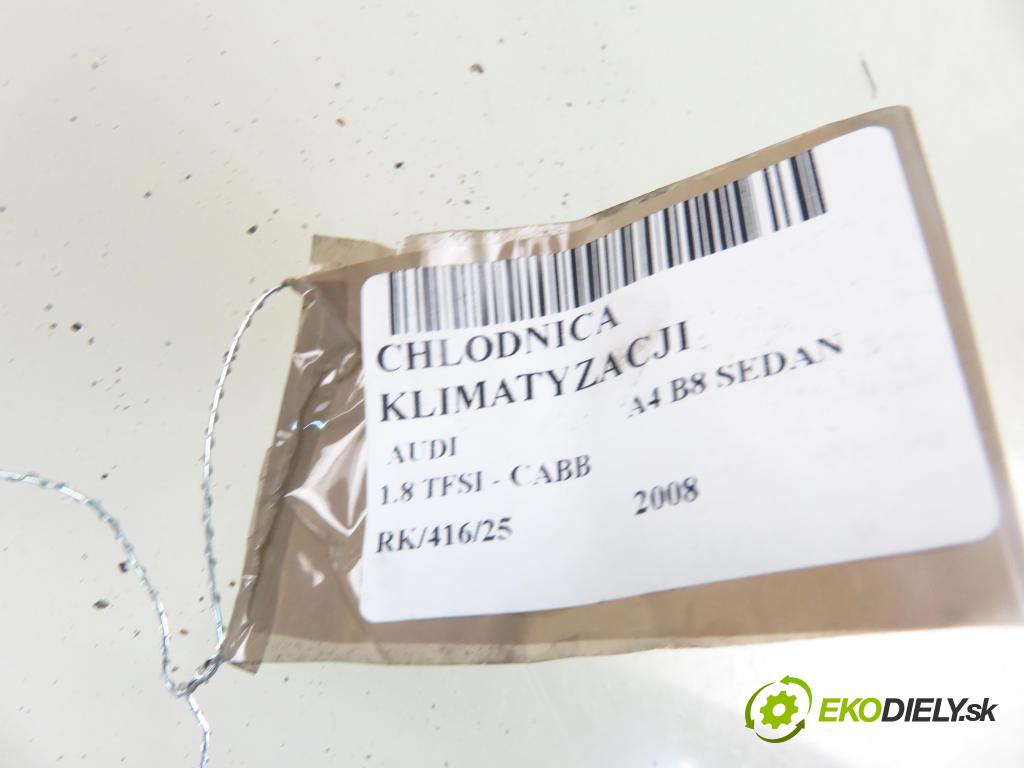 CHLODNICA
KLIMATYZACJI
AUDI A4 B8 SEDAN
1.8 TFSI - CABB
RK/416/25 2008
EKODIELY.sk